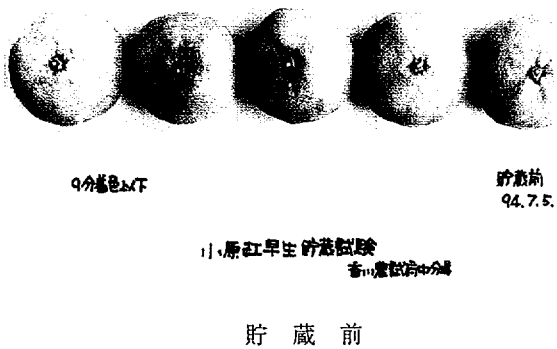 9分着色以下
貯蔵前
94.7.5.
小原紅早生貯蔵試験
香川農試府中分場
貯蔵前